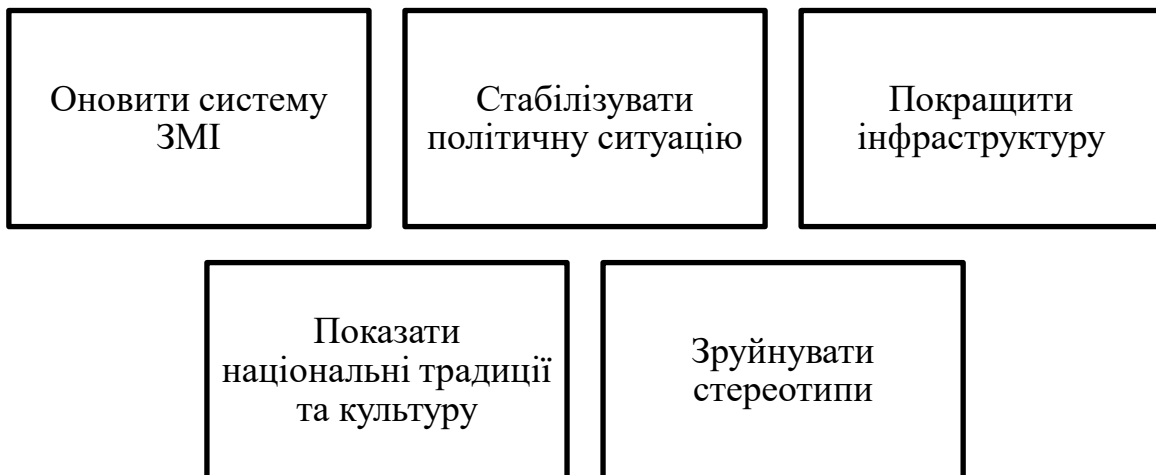 Оновити систему
ЗМІ
Стабілізувати
політичну ситуацію
Покращити
інфраструктуру
Показати
національні традиції
та культуру
Зруйнувати
стереотипи